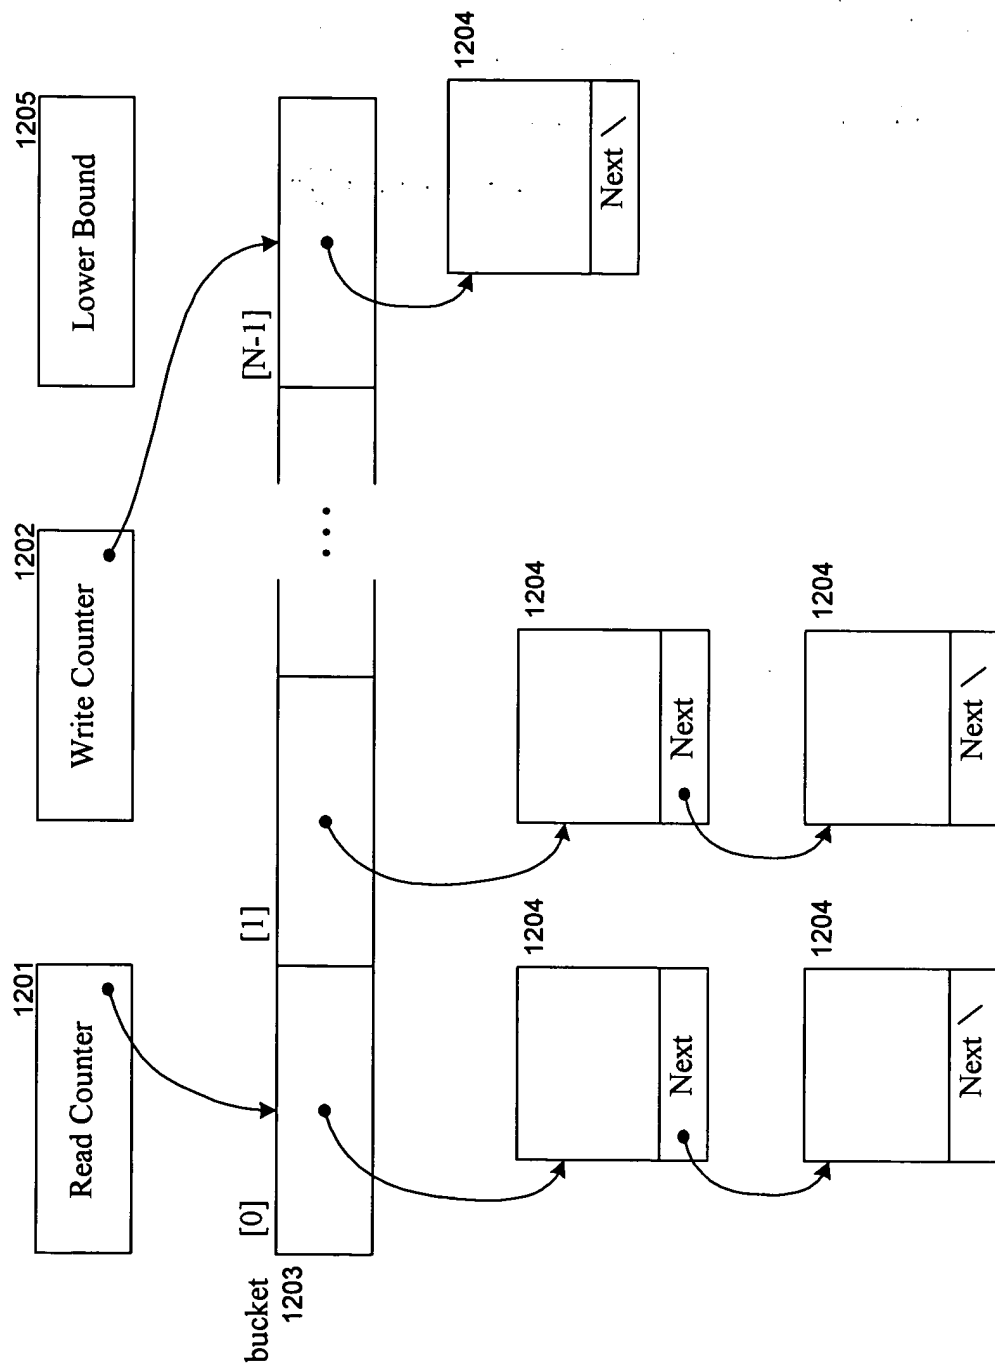 1201
1202
1205
Read Counter
Write Counter
Lower Bound
bucket
[0]
[1]
[N-1]
1203
...
1204
Next \
1204
1204
Next
Next
1204
1204
Next \
Next \